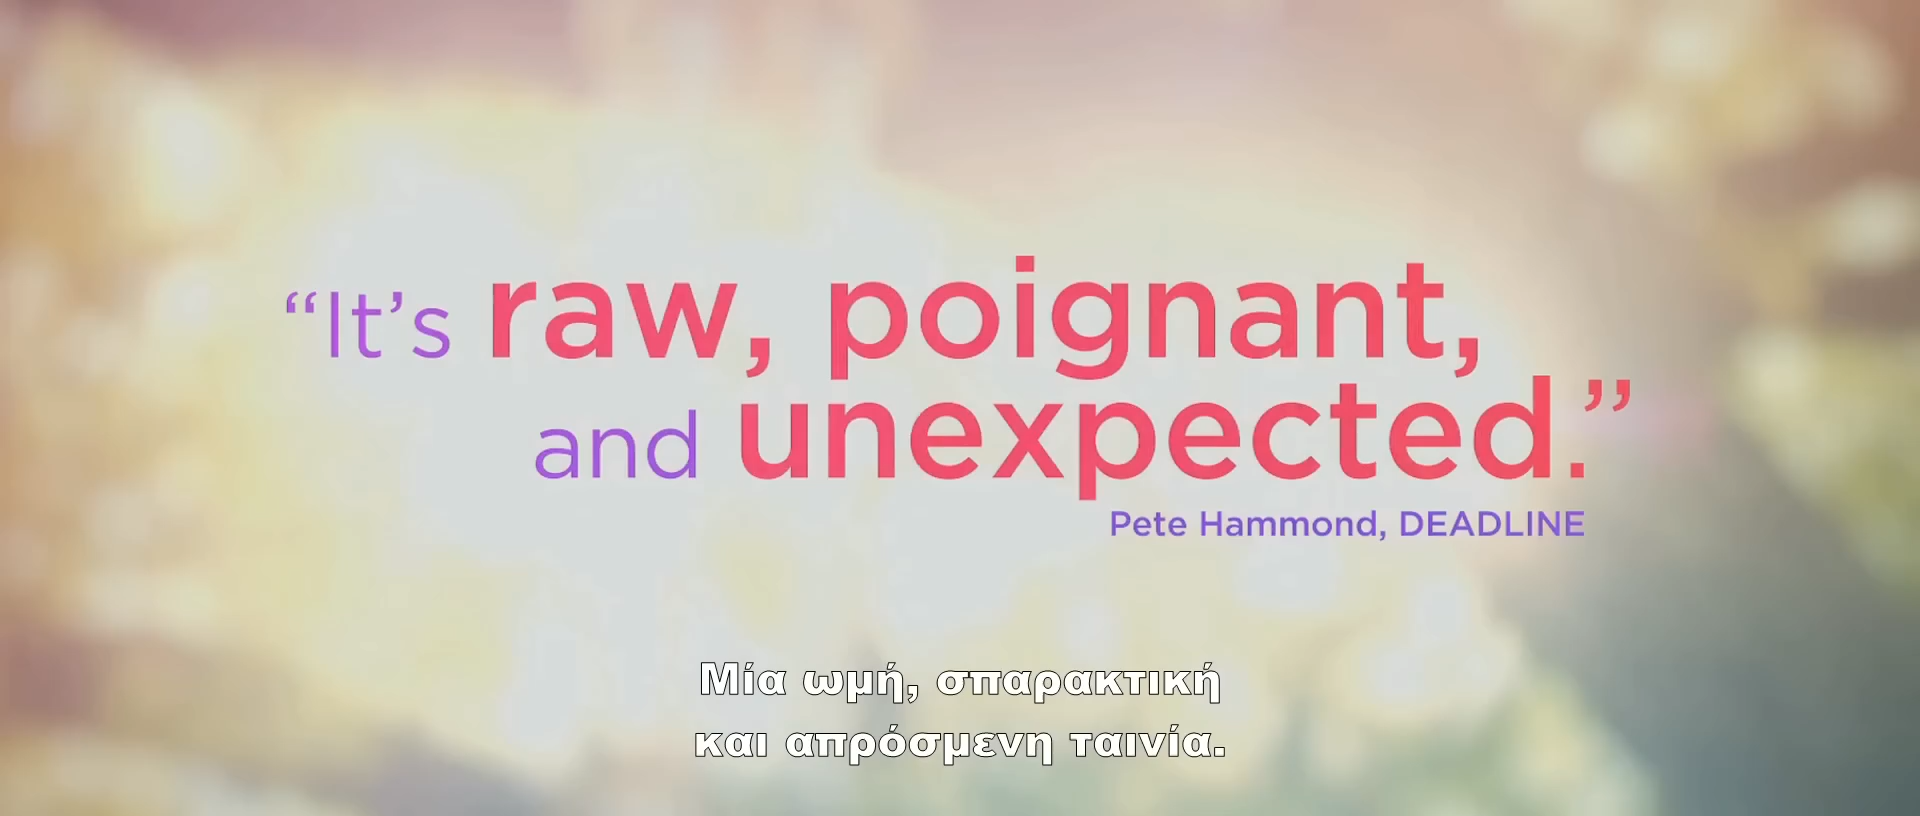 “It’s raw, poignant,
and unexpected.”
Pete Hammond, DEADLINE
Μία ωμή, σπαρακτική
και απρόσμενη ταινία.